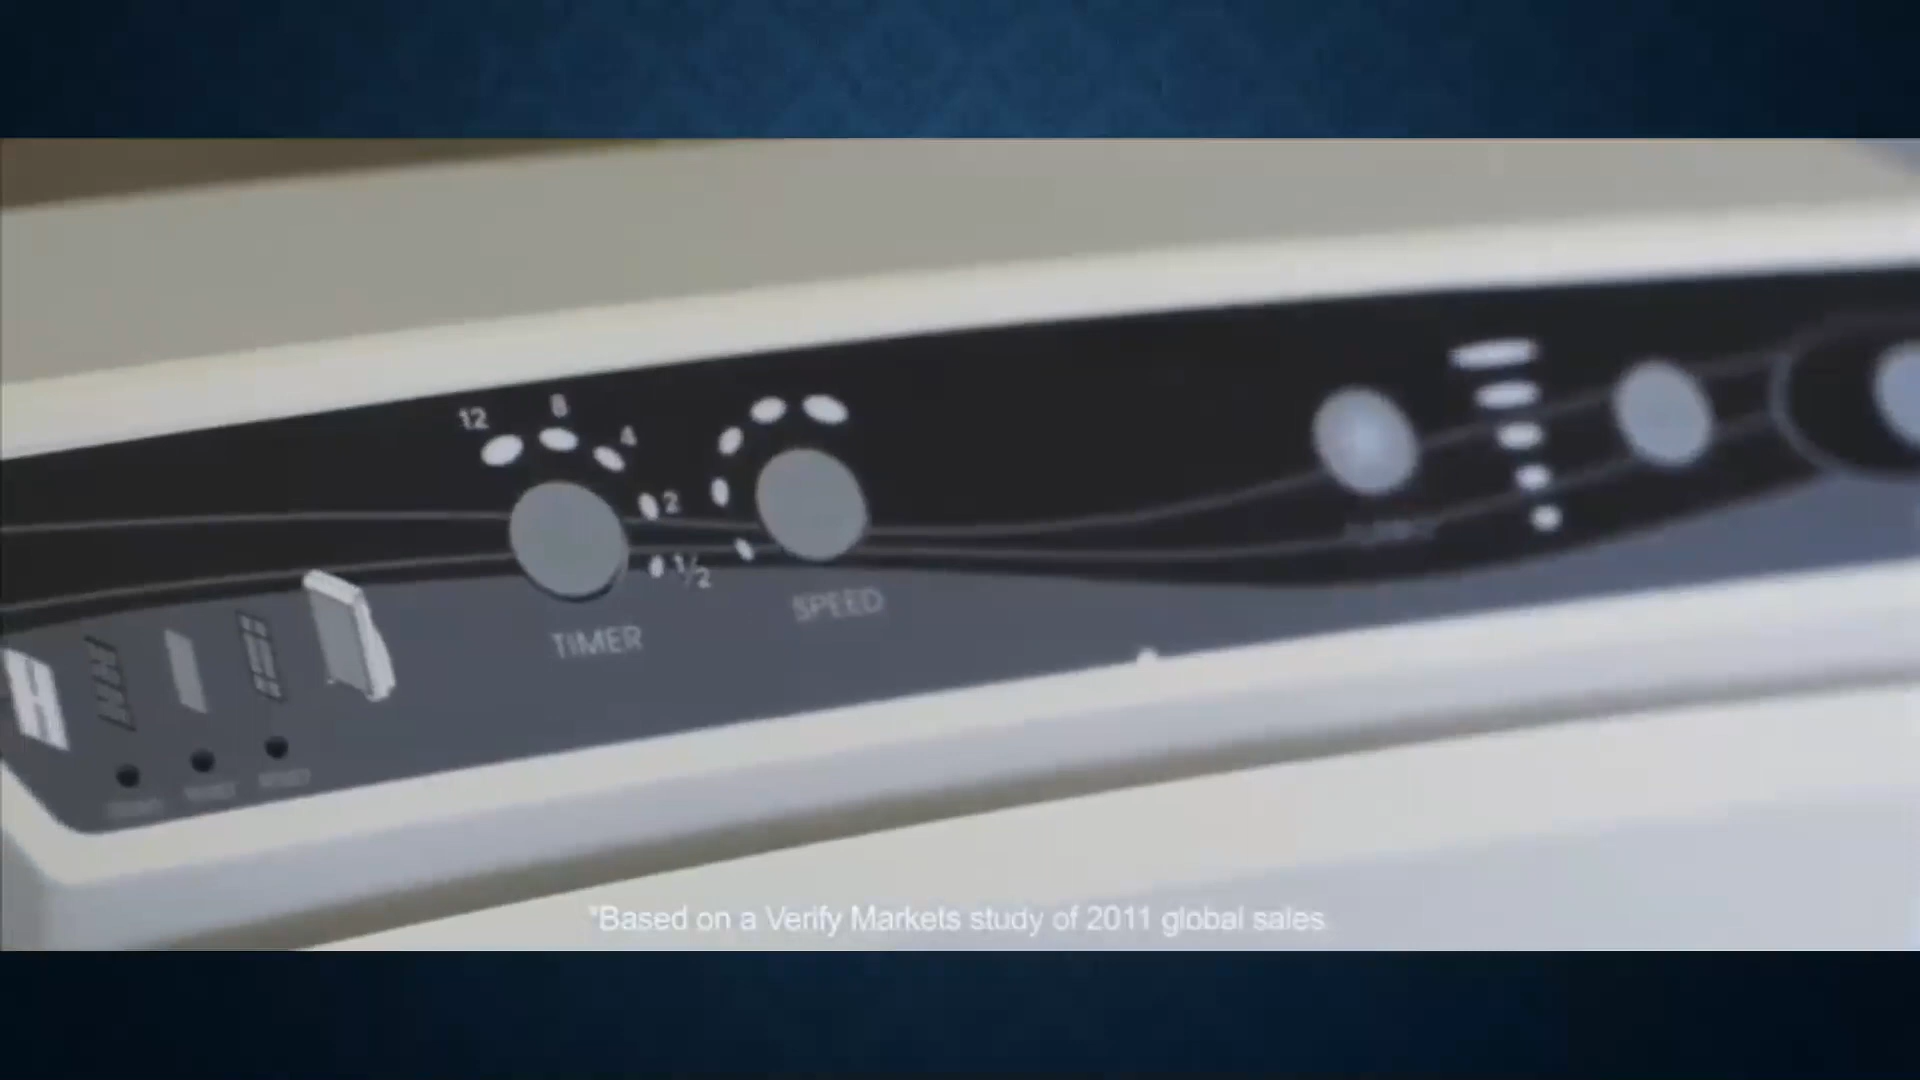 12
8
4
2
1/2
TIMER
SPEED
*Based on a Verify Markets study of 2011 global sales.